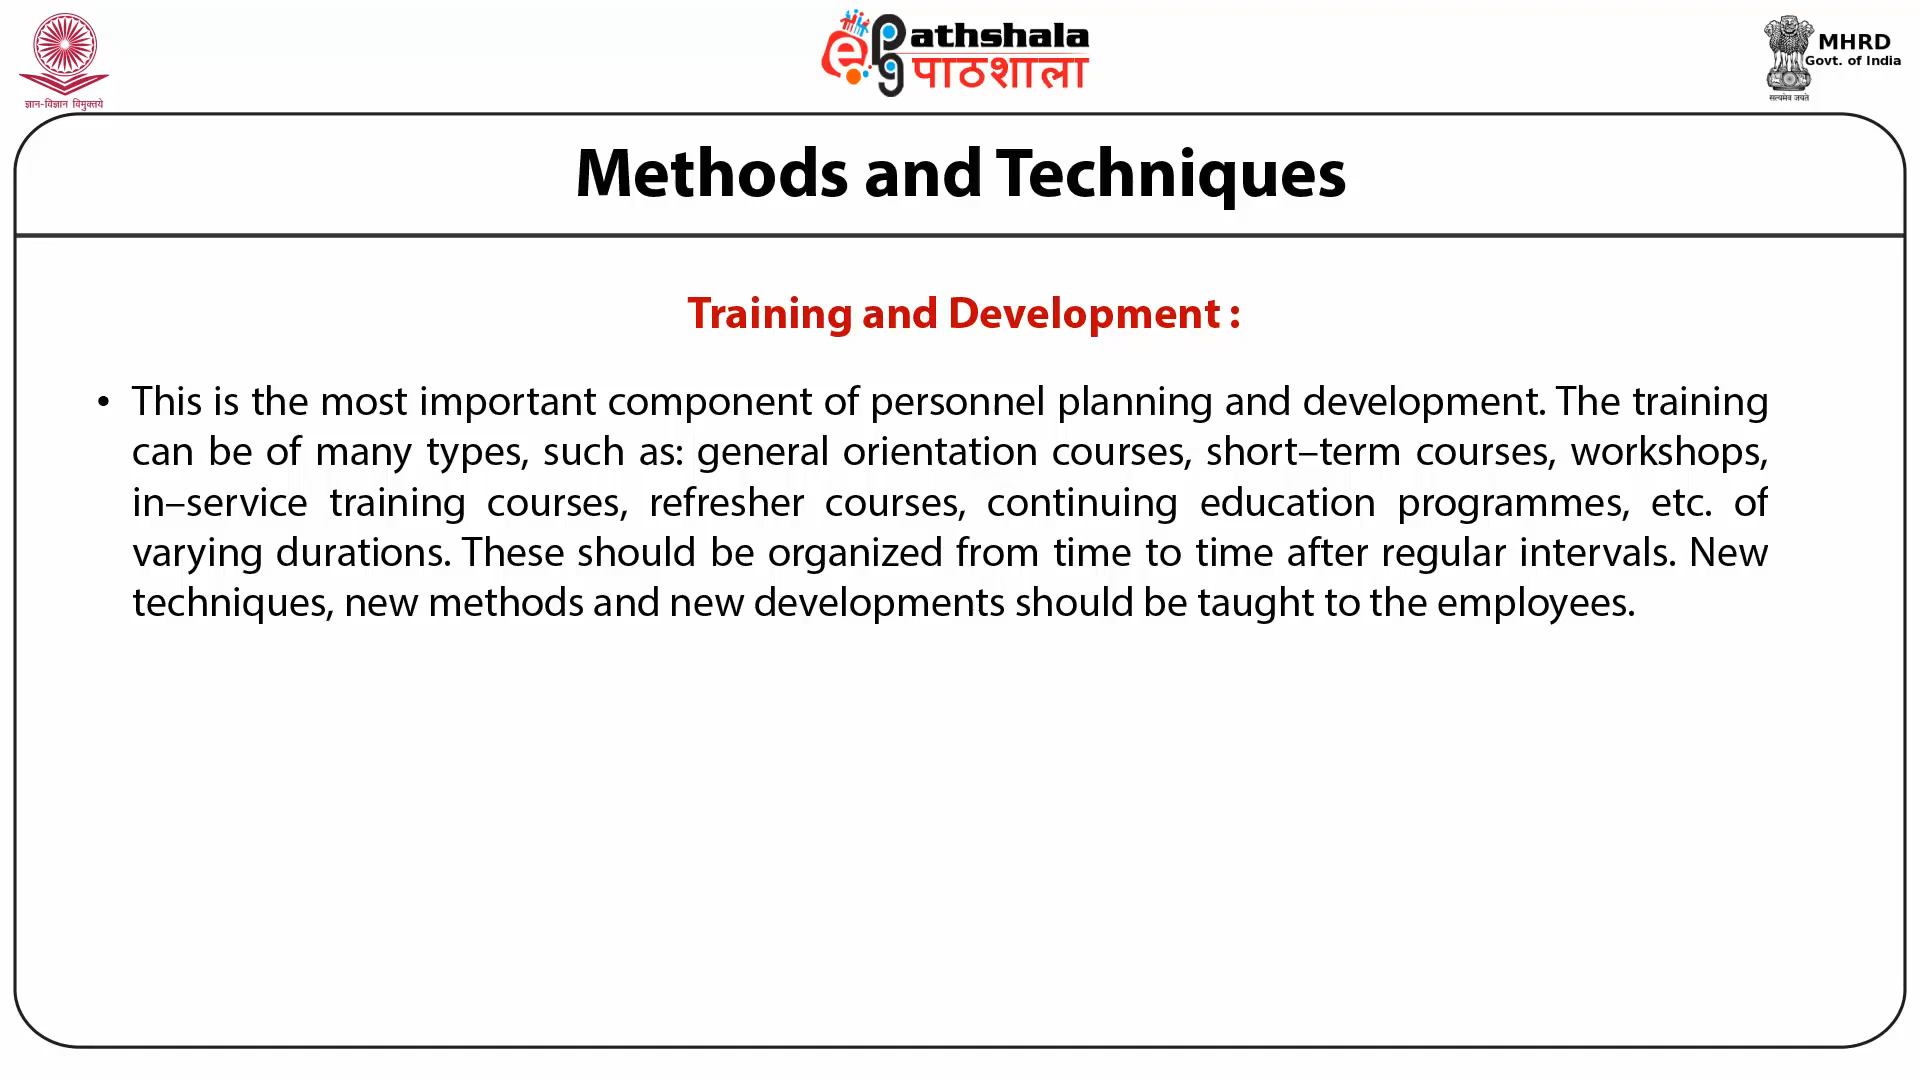 ज्ञान-विज्ञान विमुक्तये
ePg athshala
पाठशाला
MHRD
Govt. of India
सत्यमेव जयते
Methods and Techniques
Training and Development :
• This is the most important component of personnel planning and development. The training
can be of many types, such as: general orientation courses, short–term courses, workshops,
in–service training courses, refresher courses, continuing education programmes, etc. of
varying durations. These should be organized from time to time after regular intervals. New
techniques, new methods and new developments should be taught to the employees.